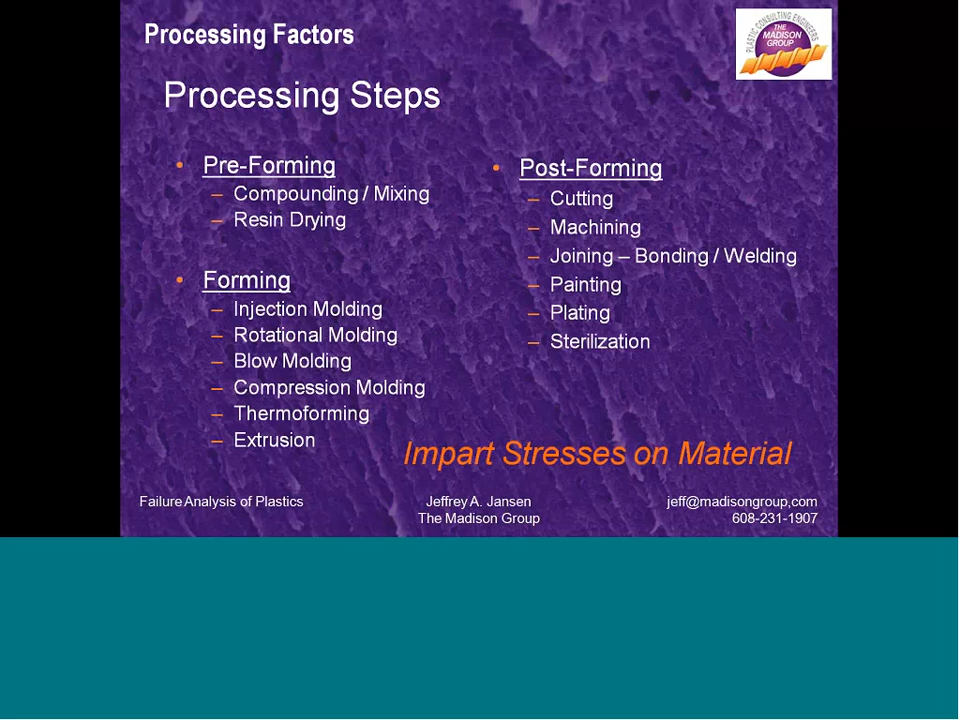 Processing Factors
PLASTIC CONSULTING ENGINEERS
THE
MADISON
GROUP
Processing Steps
• Pre-Forming
– Compounding / Mixing
– Resin Drying
• Forming
– Injection Molding
– Rotational Molding
– Blow Molding
– Compression Molding
– Thermoforming
– Extrusion
• Post-Forming
– Cutting
– Machining
– Joining – Bonding / Welding
– Painting
– Plating
– Sterilization
Impart Stresses on Material
Failure Analysis of Plastics
Jeffrey A. Jansen
The Madison Group
jeff@madisongroup,com
608-231-1907